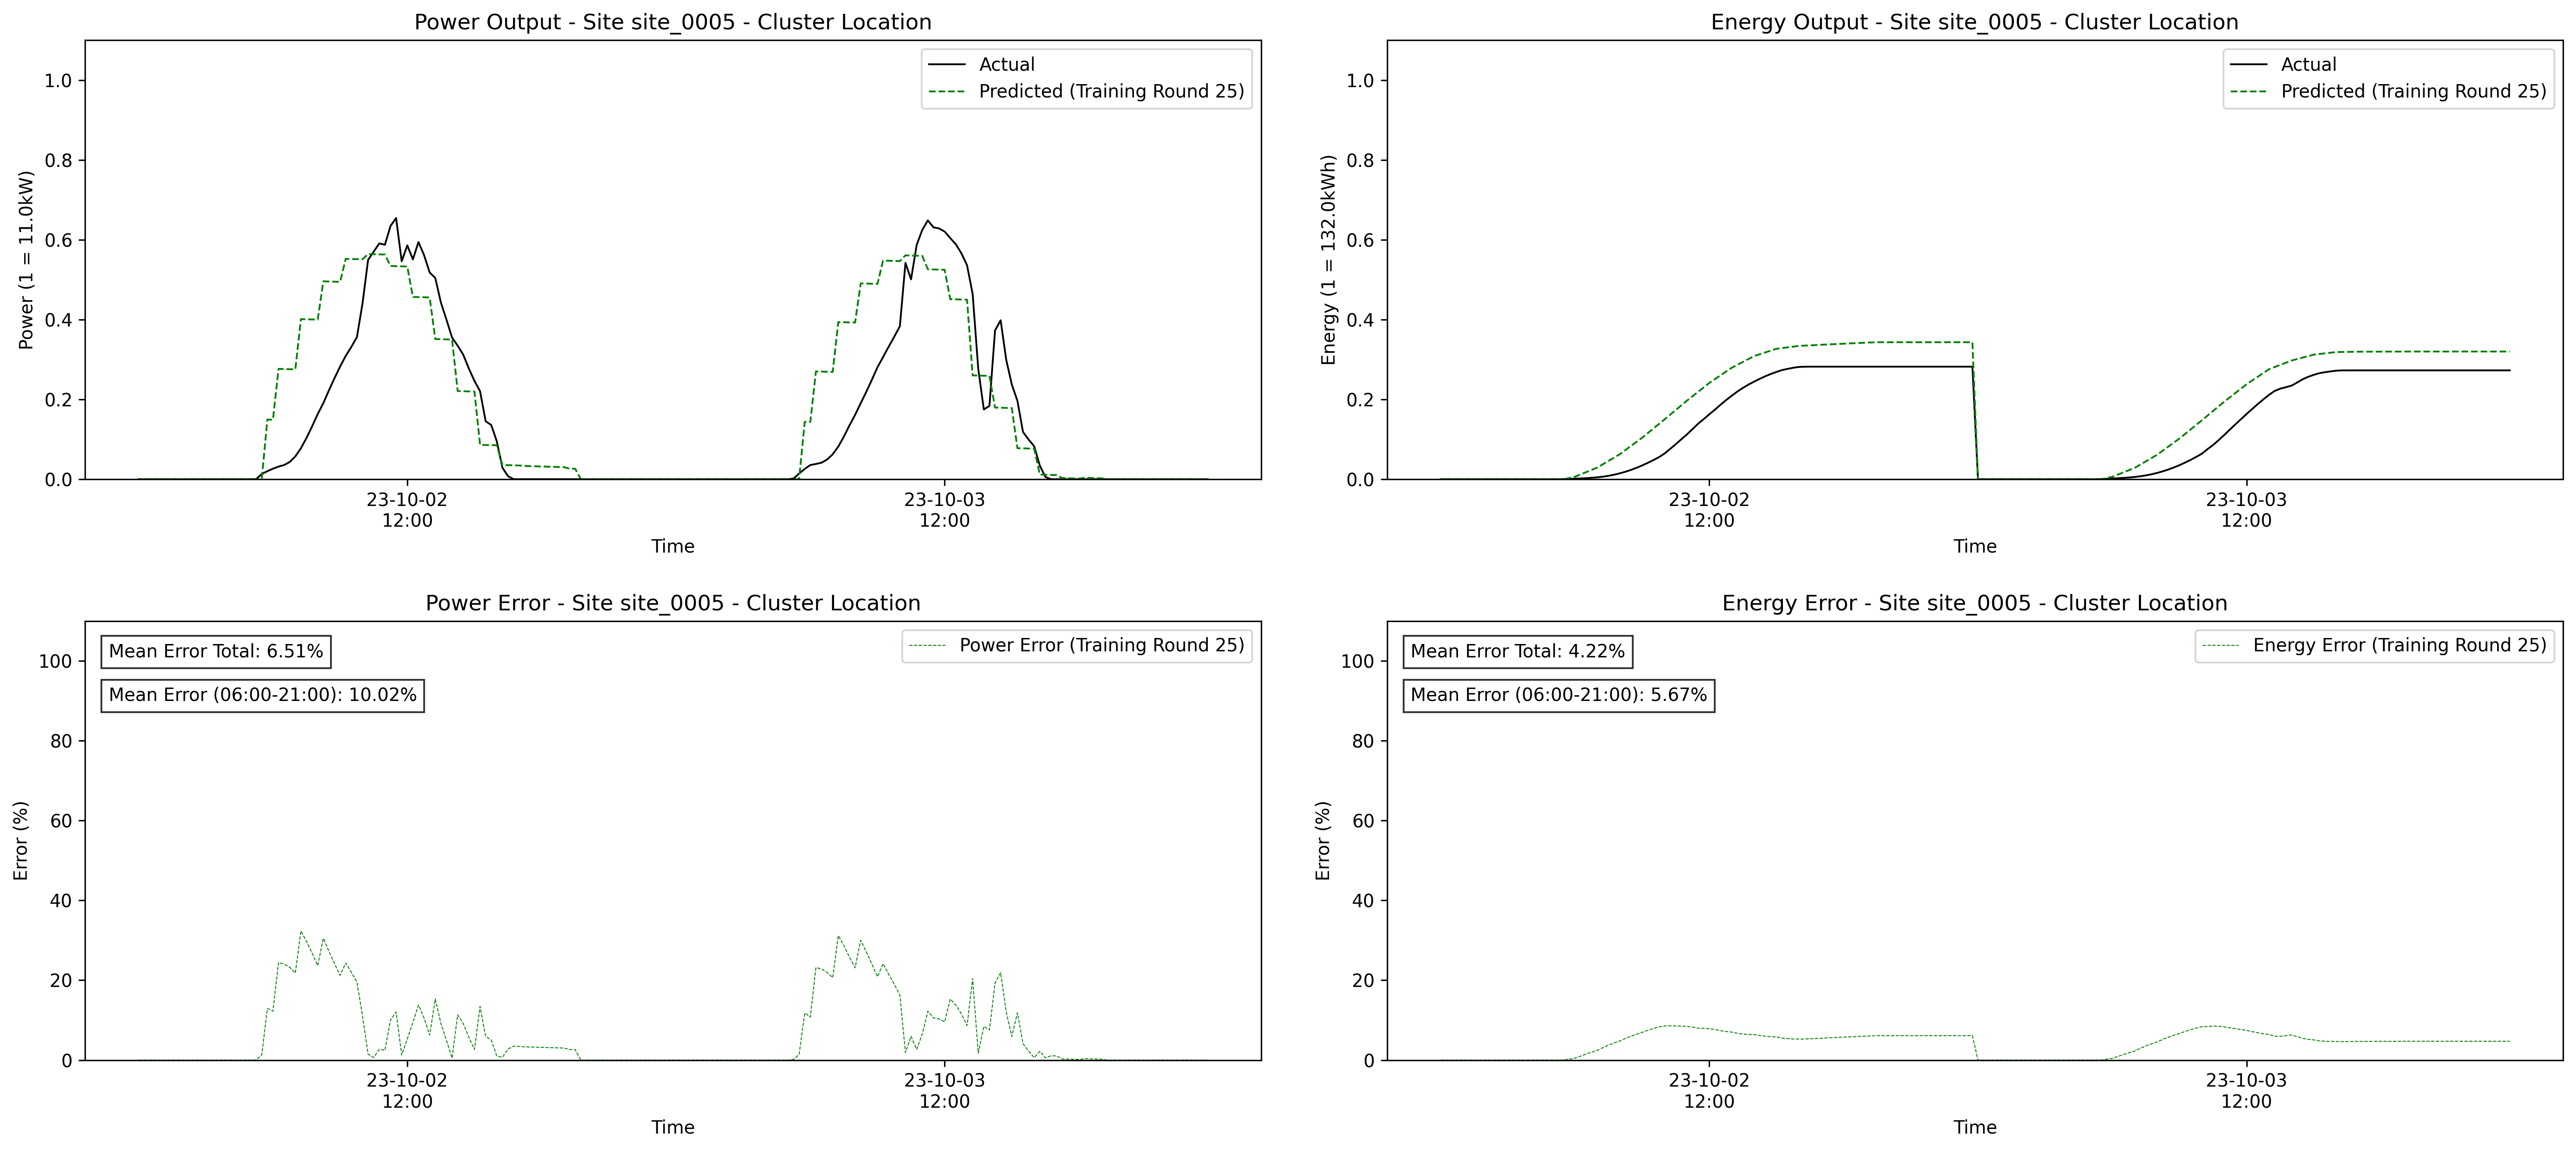 Power Output - Site site_0005 - Cluster Location
Power (1 = 11.0kW)
1.0
0.8
0.6
0.4
0.2
0.0
Actual
Predicted (Training Round 25)
23-10-02
12:00
23-10-03
12:00
Time
Energy Output - Site site_0005 - Cluster Location
Energy (1 = 132.0kWh)
1.0
0.8
0.6
0.4
0.2
0.0
Actual
Predicted (Training Round 25)
23-10-02
12:00
23-10-03
12:00
Time
Power Error - Site site_0005 - Cluster Location
Error (%)
100
80
60
40
20
0
Mean Error Total: 6.51%
Mean Error (06:00-21:00): 10.02%
Power Error (Training Round 25)
23-10-02
12:00
23-10-03
12:00
Time
Energy Error - Site site_0005 - Cluster Location
Error (%)
100
80
60
40
20
0
Mean Error Total: 4.22%
Mean Error (06:00-21:00): 5.67%
Energy Error (Training Round 25)
23-10-02
12:00
23-10-03
12:00
Time